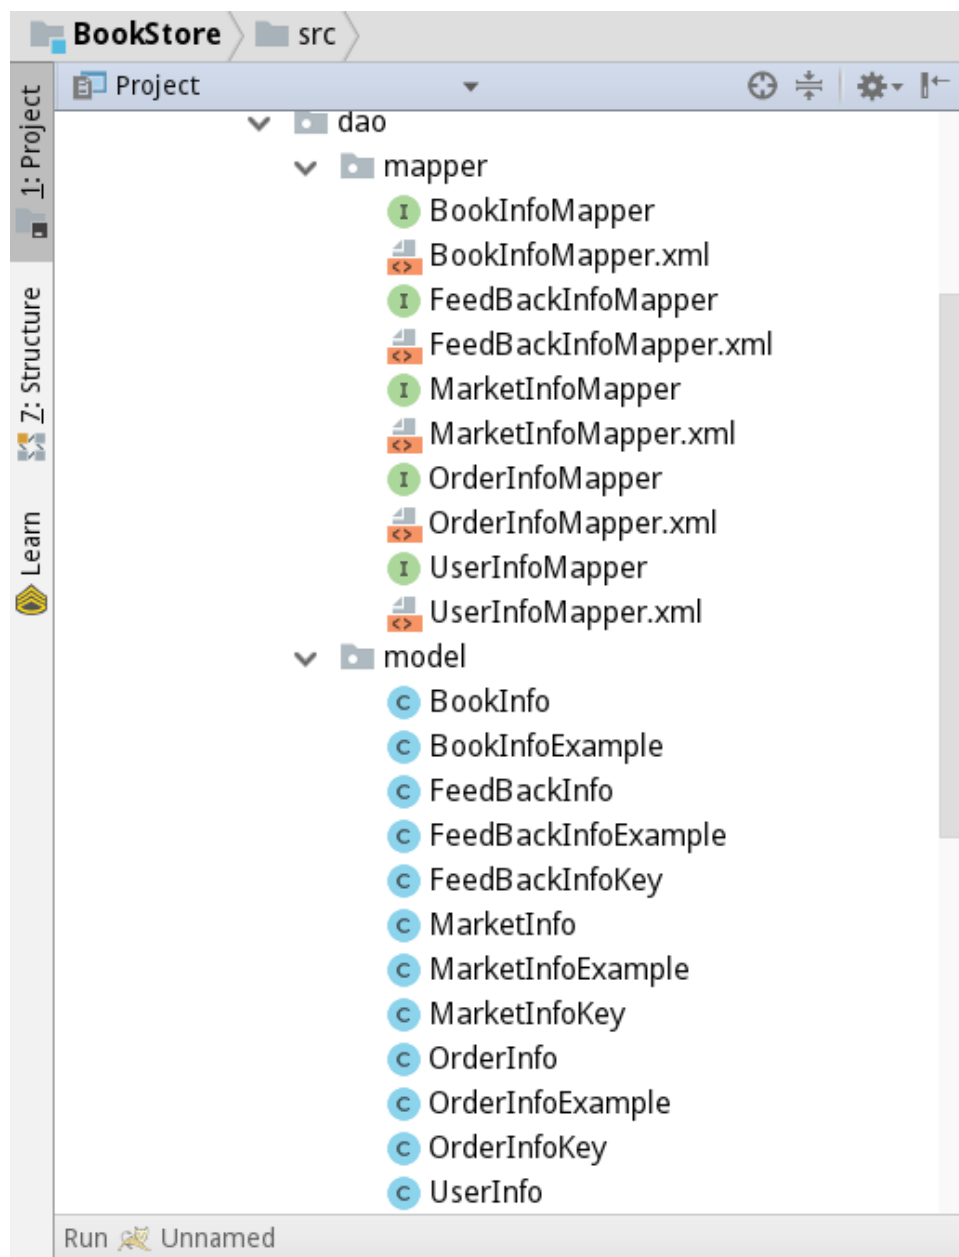 BookStore src
Project
1: Project
7: Structure
Learn
dao
mapper
I BookInfoMapper
<> BookInfoMapper.xml
I FeedBackInfoMapper
<> FeedBackInfoMapper.xml
I MarketInfoMapper
<> MarketInfoMapper.xml
I OrderInfoMapper
<> OrderInfoMapper.xml
I UserInfoMapper
<> UserInfoMapper.xml
model
C BookInfo
C BookInfoExample
C FeedBackInfo
C FeedBackInfoExample
C FeedBackInfoKey
C MarketInfo
C MarketInfoExample
C MarketInfoKey
C OrderInfo
C OrderInfoExample
C OrderInfoKey
C UserInfo
Run Unnamed